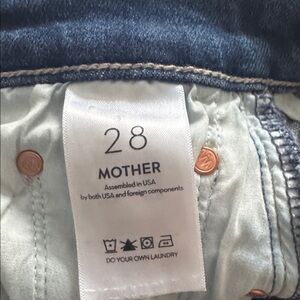 28
MOTHER
Assembled in USA
by both USA and foreign components
DO YOUR OWN LAUNDRY